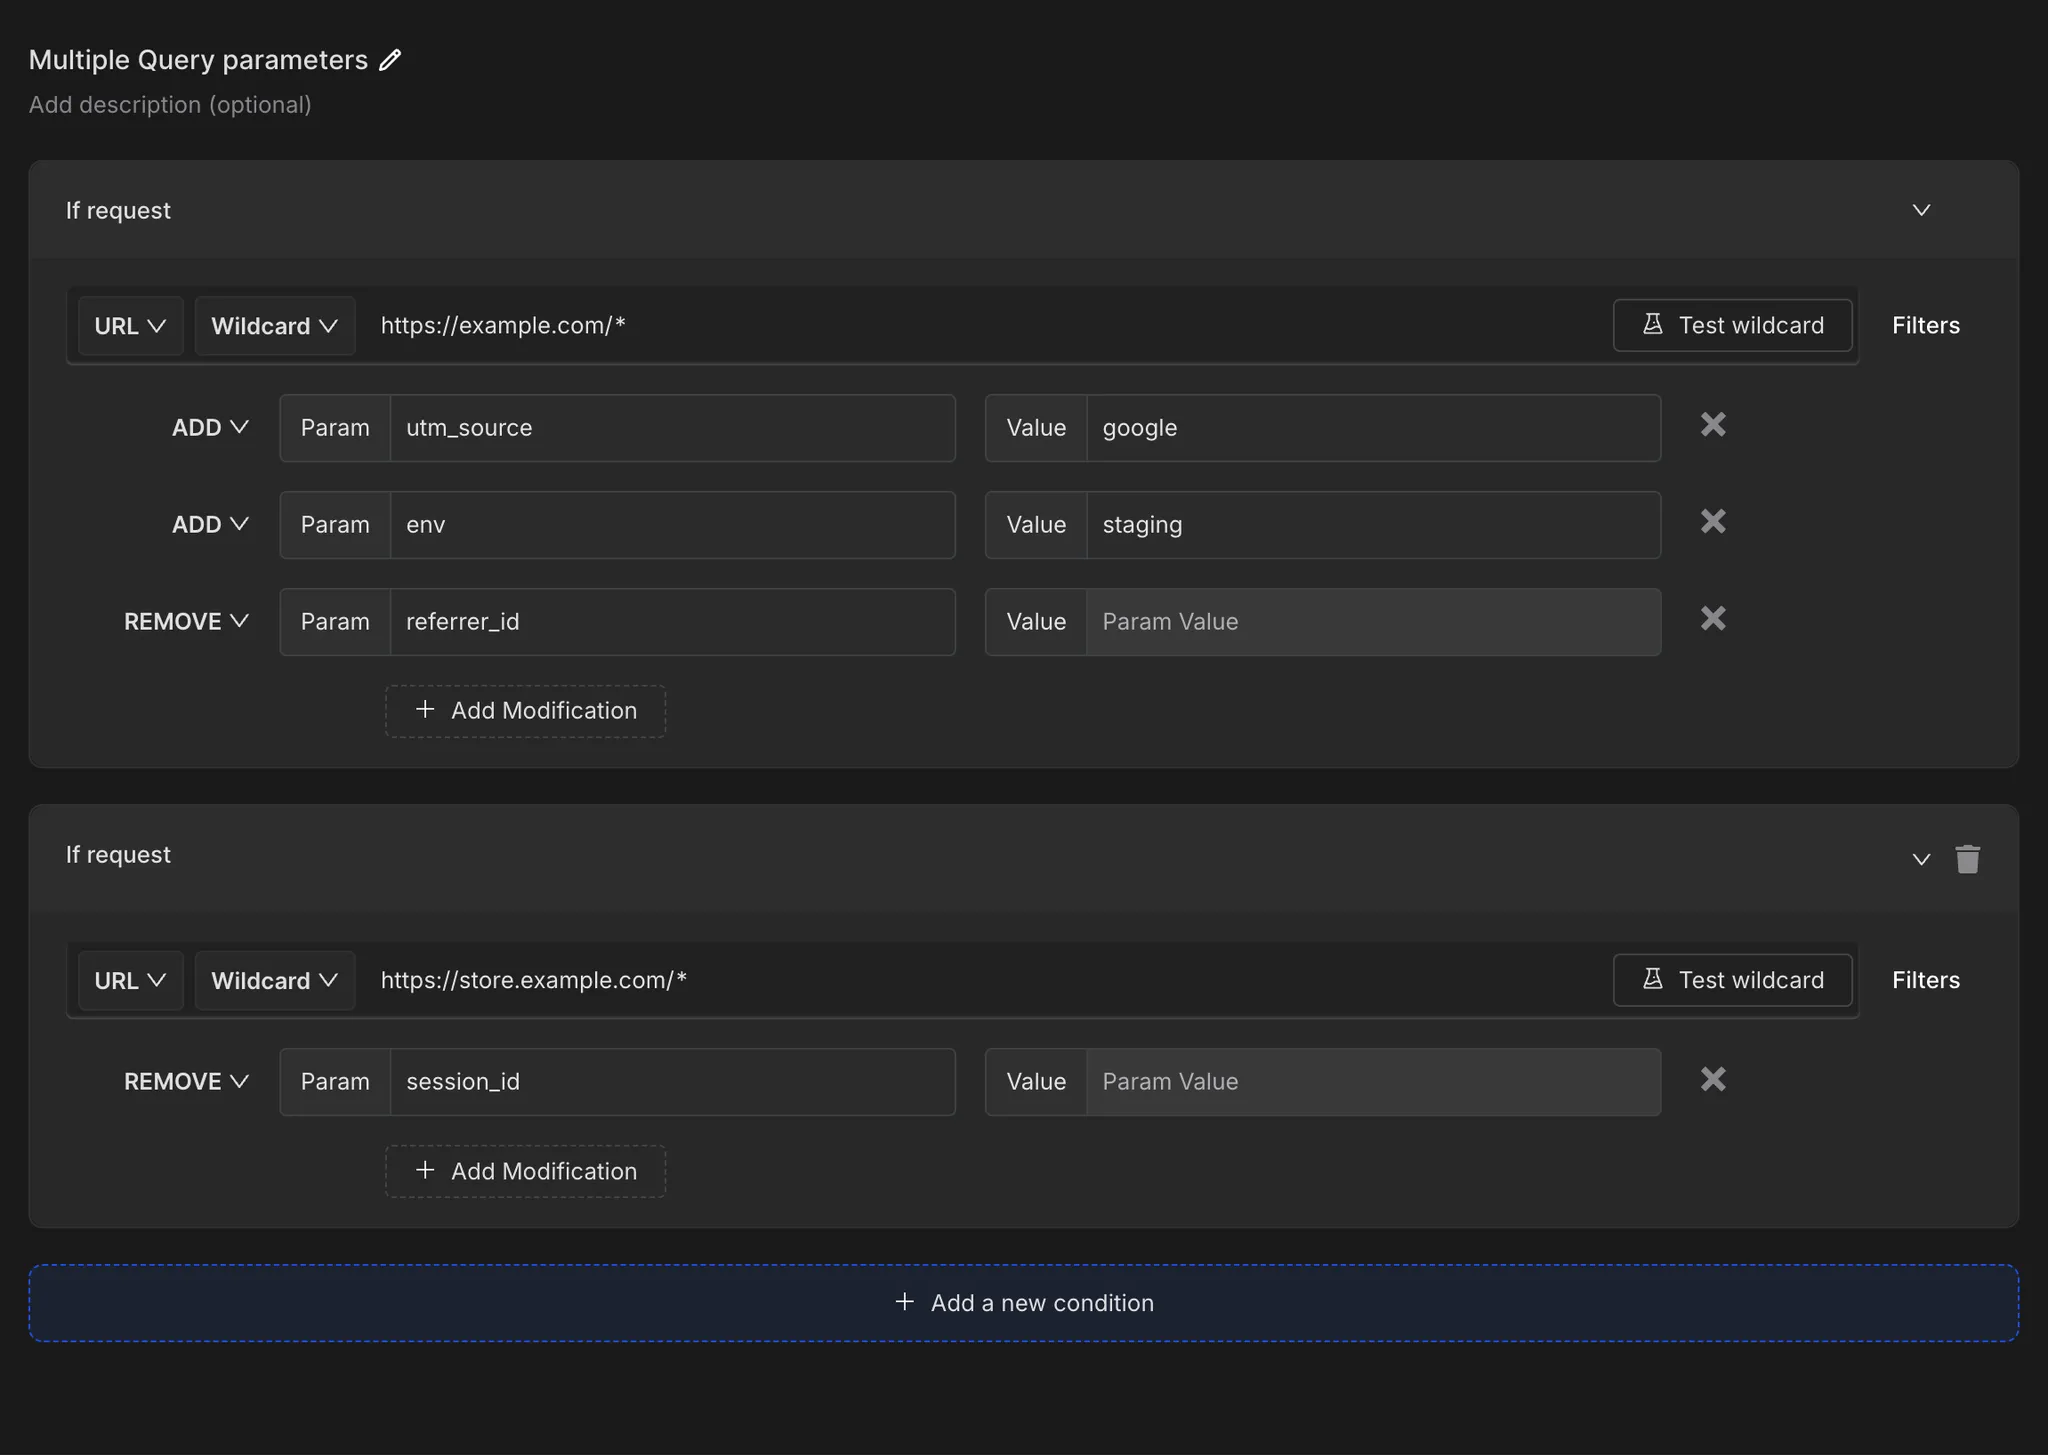 Multiple Query parameters
Add description (optional)
If request
URL Wildcard https://example.com/* Test wildcard Filters
ADD Param utm_source Value google
ADD Param env Value staging
REMOVE Param referrer_id Value Param Value
+ Add Modification
If request
URL Wildcard https://store.example.com/* Test wildcard Filters
REMOVE Param session_id Value Param Value
+ Add Modification
+ Add a new condition